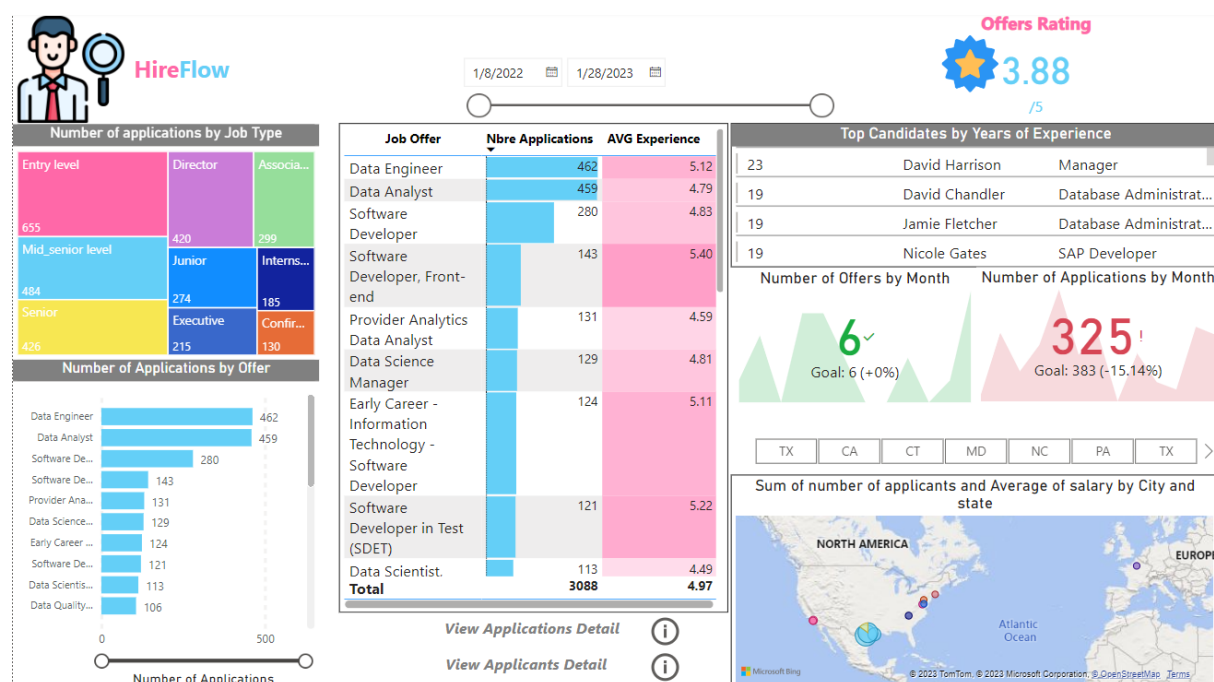 HireFlow
1/8/2022
1/28/2023
Offers Rating
3.88
/5
Number of applications by Job Type
Entry level
655
Mid_senior level
484
Senior
426
Director
420
Associa...
299
Junior
274
Interns...
185
Executive
215
Confir...
130
Number of Applications by Offer
Data Engineer 462
Data Analyst 459
Software De... 280
Software De... 143
Provider Ana... 131
Data Science... 129
Early Career ... 124
Software De... 121
Data Scientis... 113
Data Quality... 106
0 500
Number of Applications
Job Offer Nbre Applications AVG Experience
Data Engineer 462 5.12
Data Analyst 459 4.79
Software 280 4.83
Developer
Software 143 5.40
Developer, Front-
end
Provider Analytics 131 4.59
Data Analyst
Data Science 129 4.81
Manager
Early Career - 124 5.11
Information
Technology -
Software
Developer
Software 121 5.22
Developer in Test
(SDET)
Data Scientist. 113 4.49
Total 3088 4.97
View Applications Detail
View Applicants Detail
Top Candidates by Years of Experience
23 David Harrison Manager
19 David Chandler Database Administrat...
19 Jamie Fletcher Database Administrat...
19 Nicole Gates SAP Developer
Number of Offers by Month
6
Goal: 6 (+0%)
Number of Applications by Month
325!
Goal: 383 (-15.14%)
TX CA CT MD NC PA TX
Sum of number of applicants and Average of salary by City and
state
NORTH AMERICA
EUROPE
Atlantic
Ocean
Microsoft Bing
© 2023 TomTom, © 2023 Microsoft Corporation, © OpenStreetMap Terms